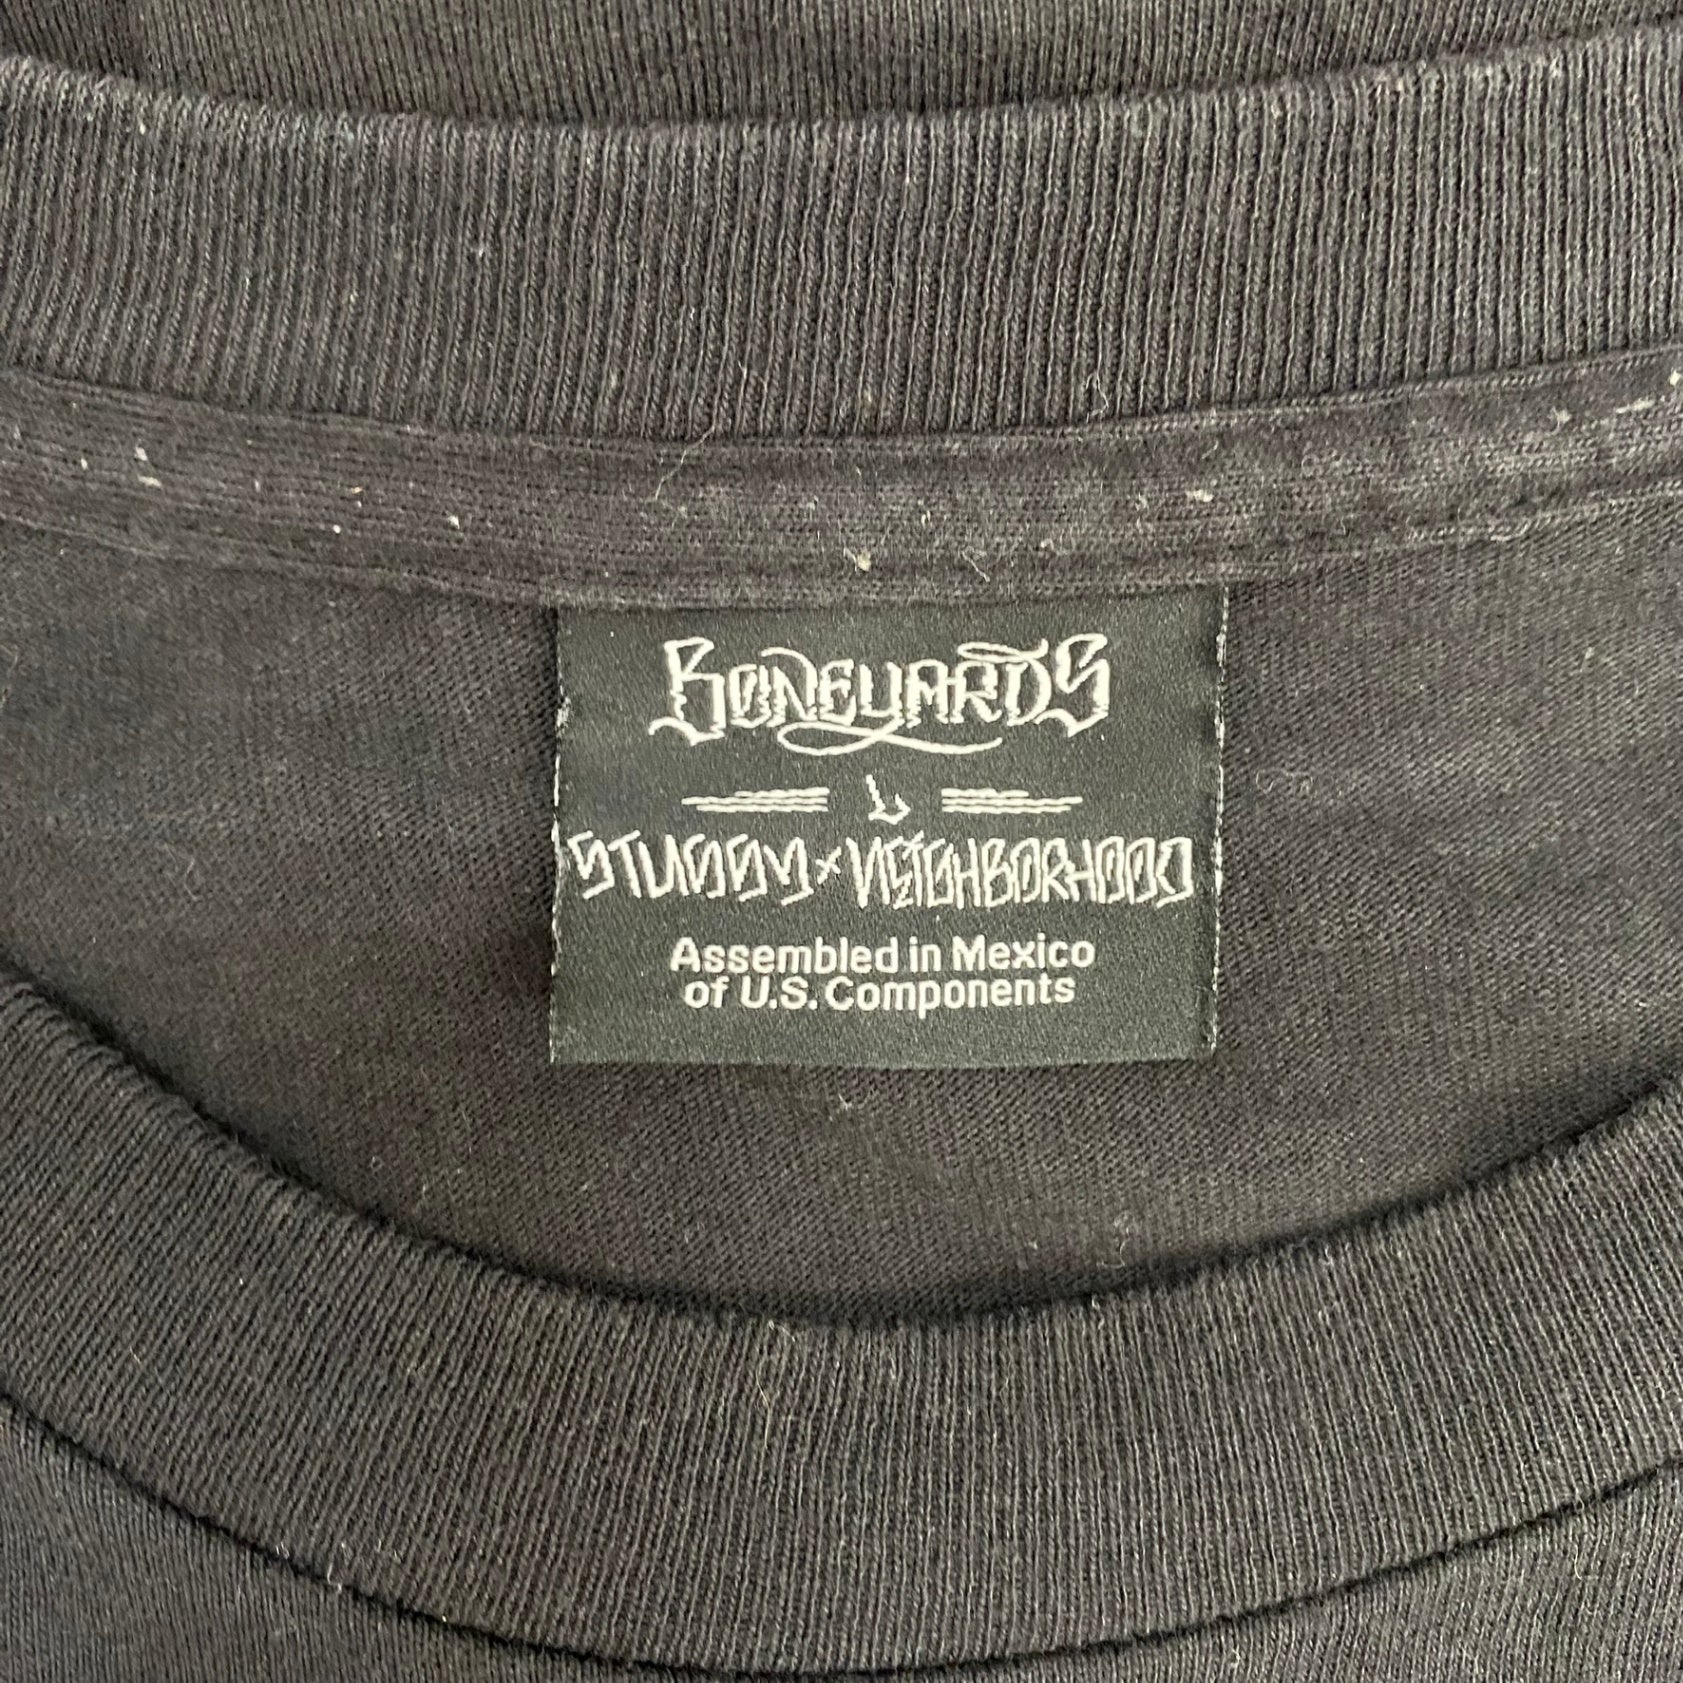 BONEYARDS
L
STUSSY x NEIGHBORHOOD
Assembled in Mexico
of U.S. Components